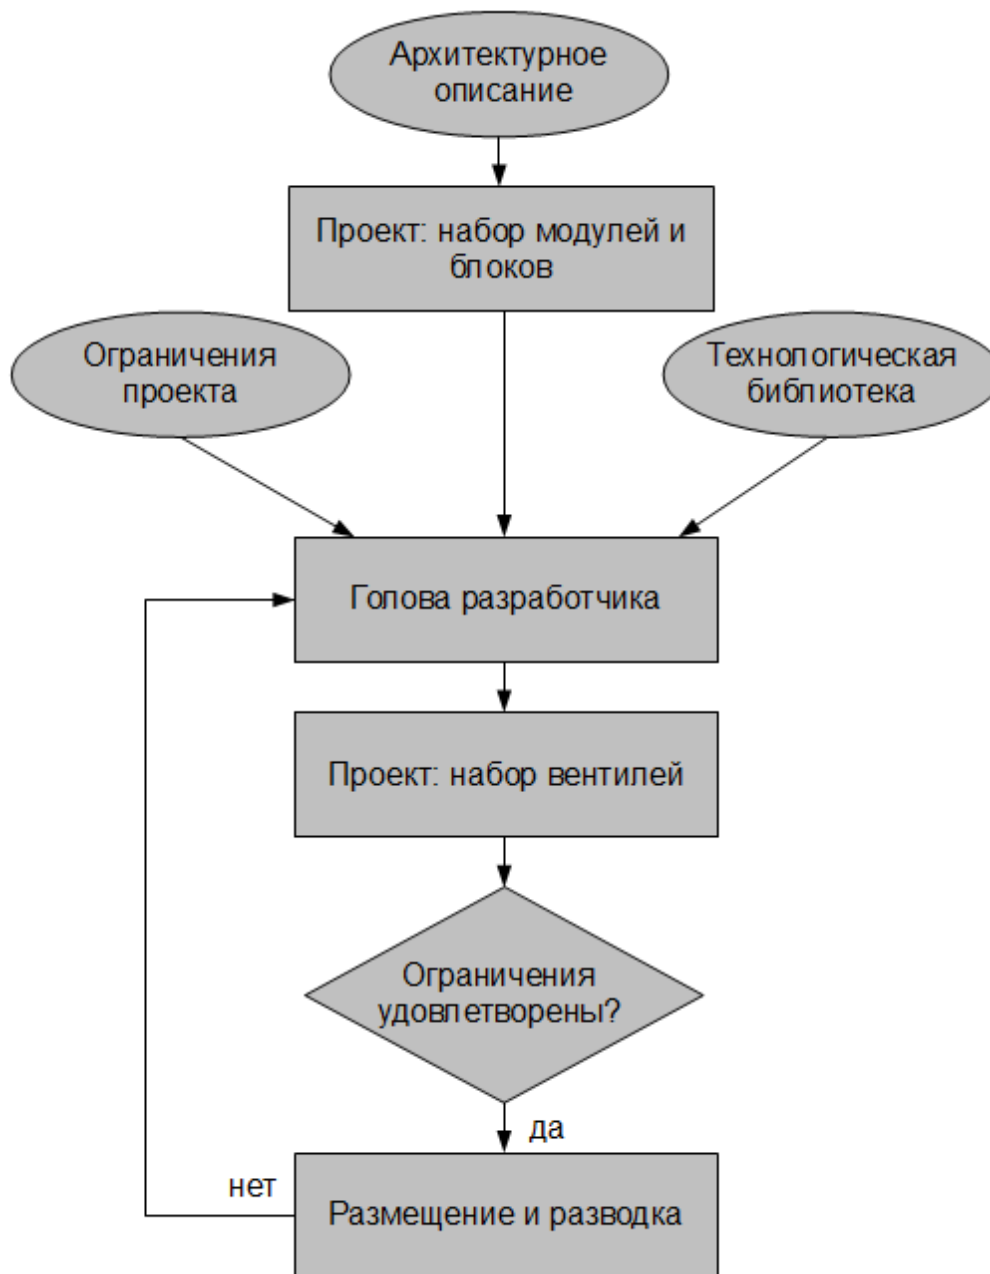 Архитектурное
описание
Проект: набор модулей и
блоков
Ограничения
проекта
Технологическая
библиотека
Голова разработчика
Проект: набор вентилей
Ограничения
удовлетворены?
да
нет
Размещение и разводка